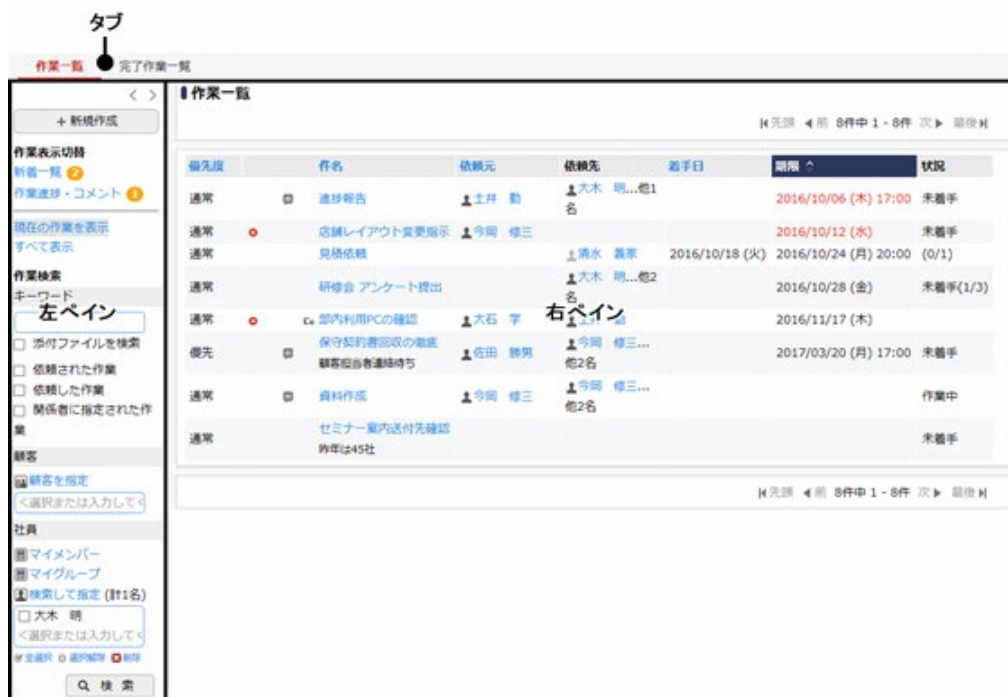 タブ
作業一覧 完了作業一覧
+ 新規作成
作業表示切替
新着一覧 2
作業進捗・コメント 1
現在の作業を表示
すべて表示
作業検索
キーワード
左ペイン
添付ファイルを検索
依頼された作業
依頼した作業
関係者に指定された作
業
顧客
顧客を指定
<選択または入力して<
社員
マイメンバー
マイグループ
検索して指定 (計1名)
大木 明
<選択または入力して<
全選択 選択解除 削除
検 索
作業一覧
先頭 前 8件中 1 - 8件 次 最後
優先度 件名 依頼元 依頼先 着手日 期限 状況
通常 進捗報告 土井 勤 大木 明...他1名 2016/10/06 (木) 17:00 未着手
通常 店舗レイアウト変更指示 今岡 修三 2016/10/12 (水) 未着手
通常 見積依頼 清水 義家 2016/10/18 (火) 2016/10/24 (月) 20:00 (0/1)
通常 研修会 アンケート提出 大木 明...他2名 2016/10/28 (金) 未着手(1/3)
右ペイン
通常 Cc 部内利用PCの確認 大石 学 2016/11/17 (木)
優先 保守契約書回収の徹底 佐田 勝男 今岡 修三...他2名 2017/03/20 (月) 17:00 未着手
顧客担当者連絡待ち
通常 資料作成 今岡 修三 今岡 修三...他2名 作業中
通常 セミナー案内送付先確認 未着手
昨年は45社
先頭 前 8件中 1 - 8件 次 最後